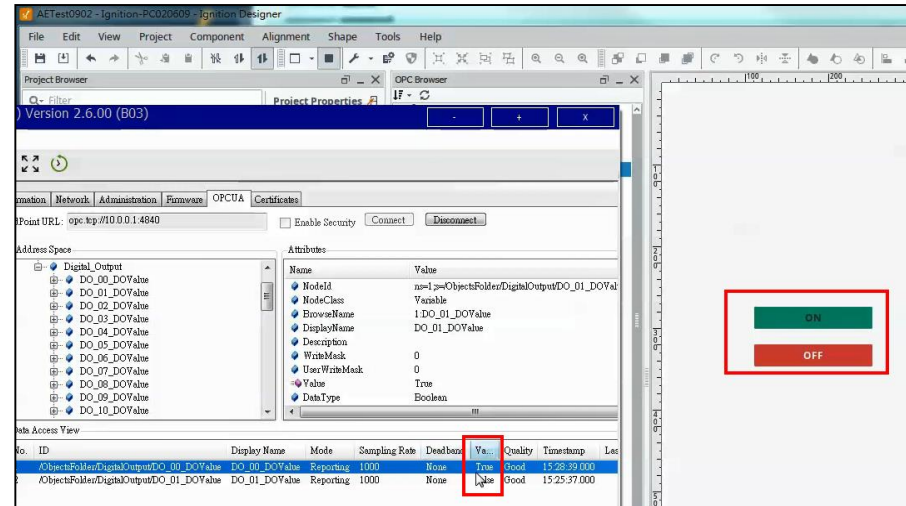 AETest0902 - Ignition-PC020609 - Ignition Designer
File Edit View Project Component Alignment Shape Tools Help
Project Browser
OPC Browser
Filter
Project Properties
) Version 2.6.00 (B03)
- + X
100 200
rmation Network Administration Firmware OPCUA Certificates
dPoint URL: opc.tcp://10.0.0.1:4840 Enable Security Connect Disconnect
Address Space
Attributes
Digital_Output
DO_00_DOValue
DO_01_DOValue
DO_02_DOValue
DO_03_DOValue
DO_04_DOValue
DO_05_DOValue
DO_06_DOValue
DO_07_DOValue
DO_08_DOValue
DO_09_DOValue
DO_10_DOValue
Name Value
NodeId ns=1;s=/ObjectsFolder/DigitalOutput/DO_01_DOVal
NodeClass Variable
BrowseName 1:DO_01_DOValue
DisplayName DO_01_DOValue
Description
WriteMask 0
UserWriteMask 0
Value True
DataType Boolean
ON
OFF
Data Access View
No. ID Display Name Mode Sampling Rate Deadband Va... Quality Timestamp Las
/ObjectsFolder/DigitalOutput/DO_00_DOValue DO_00_DOValue Reporting 1000 None True Good 15:28:39.000
2 /ObjectsFolder/DigitalOutput/DO_01_DOValue DO_01_DOValue Reporting 1000 None Good 15:25:37.000